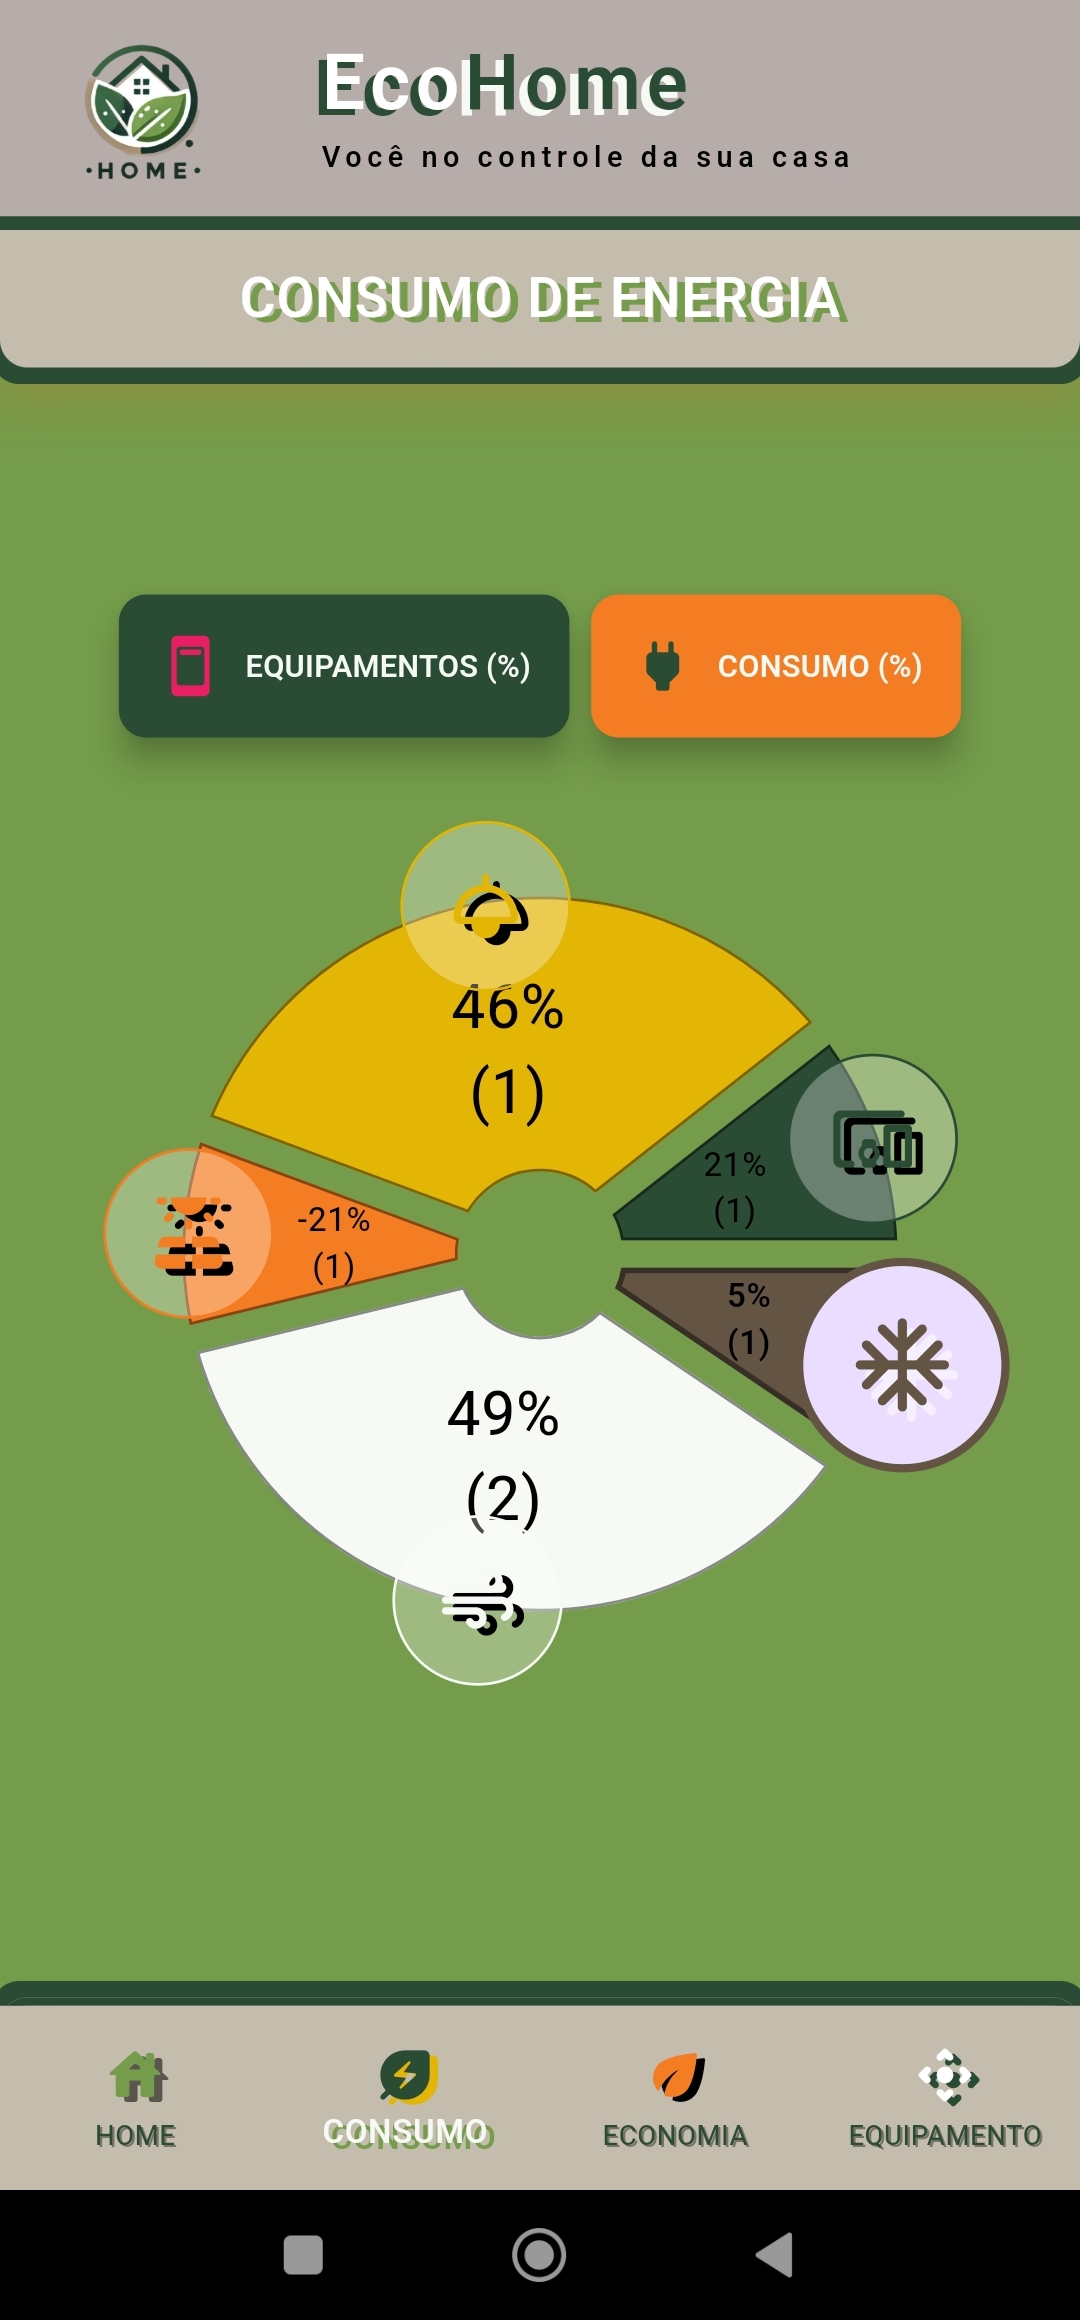 ·HOME·
EcoHome
Você no controle da sua casa
CONSUMO DE ENERGIA
EQUIPAMENTOS (%)
CONSUMO (%)
46%
(1)
21%
(1)
-21%
(1)
5%
(1)
49%
(2)
HOME
CONSUMO
ECONOMIA
EQUIPAMENTO